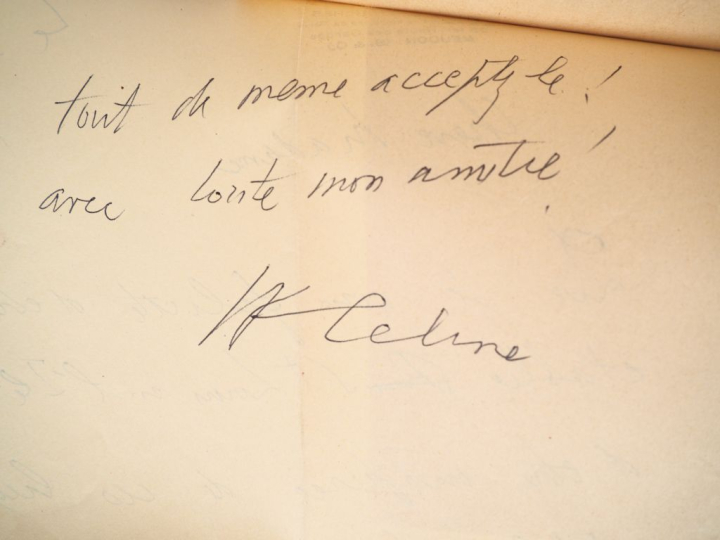 tout de meme acceptez le !
avec toute mon amitié !
LF Celine